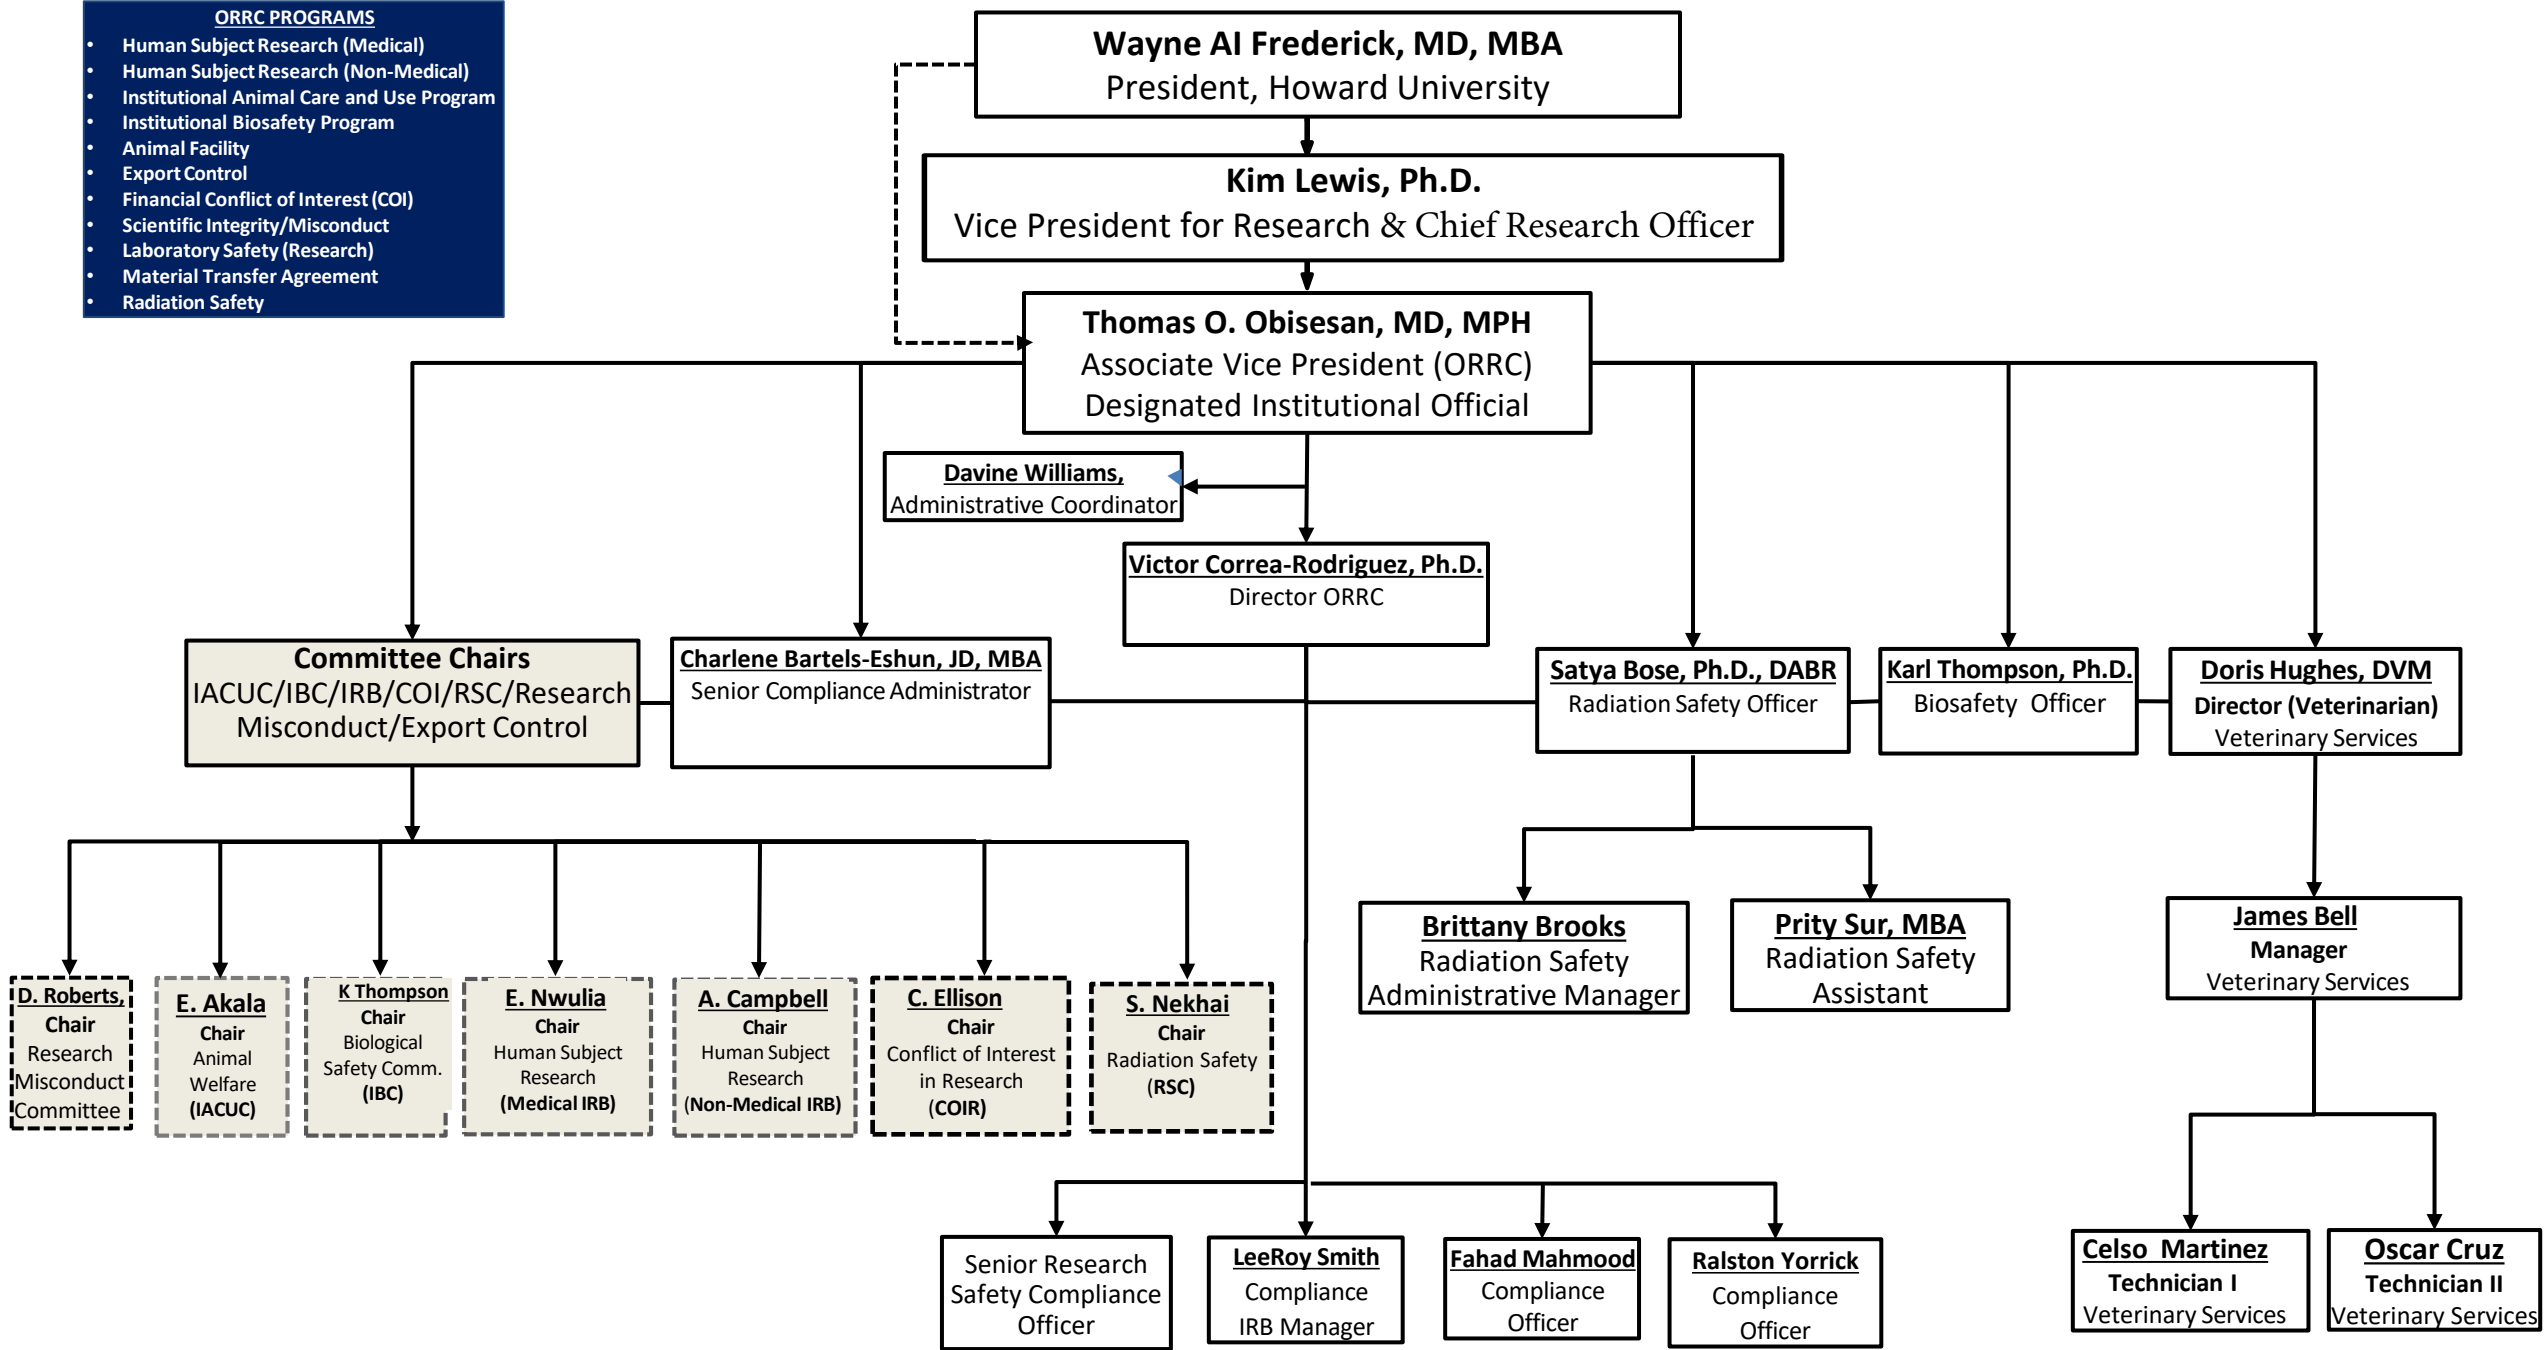 ORRC PROGRAMS
• Human Subject Research (Medical)
• Human Subject Research (Non-Medical)
• Institutional Animal Care and Use Program
• Institutional Biosafety Program
• Animal Facility
• Export Control
• Financial Conflict of Interest (COI)
• Scientific Integrity/Misconduct
• Laboratory Safety (Research)
• Material Transfer Agreement
• Radiation Safety
Wayne AI Frederick, MD, MBA
President, Howard University
Kim Lewis, Ph.D.
Vice President for Research & Chief Research Officer
Thomas O. Obisesan, MD, MPH
Associate Vice President (ORRC)
Designated Institutional Official
Davine Williams,
Administrative Coordinator
Victor Correa-Rodriguez, Ph.D.
Director ORRC
Committee Chairs
IACUC/IBC/IRB/COI/RSC/Research
Misconduct/Export Control
Charlene Bartels-Eshun, JD, MBA
Senior Compliance Administrator
Satya Bose, Ph.D., DABR
Radiation Safety Officer
Karl Thompson, Ph.D.
Biosafety Officer
Doris Hughes, DVM
Director (Veterinarian)
Veterinary Services
Brittany Brooks
Radiation Safety
Administrative Manager
Prity Sur, MBA
Radiation Safety
Assistant
James Bell
Manager
Veterinary Services
D. Roberts,
Chair
Research
Misconduct
Committee
E. Akala
Chair
Animal
Welfare
(IACUC)
K Thompson
Chair
Biological
Safety Comm.
(IBC)
E. Nwulia
Chair
Human Subject
Research
(Medical IRB)
A. Campbell
Chair
Human Subject
Research
(Non-Medical IRB)
C. Ellison
Chair
Conflict of Interest
in Research
(COIR)
S. Nekhai
Chair
Radiation Safety
(RSC)
Senior Research
Safety Compliance
Officer
LeeRoy Smith
Compliance
IRB Manager
Fahad Mahmood
Compliance
Officer
Ralston Yorrick
Compliance
Officer
Celso Martinez
Technician I
Veterinary Services
Oscar Cruz
Technician II
Veterinary Services